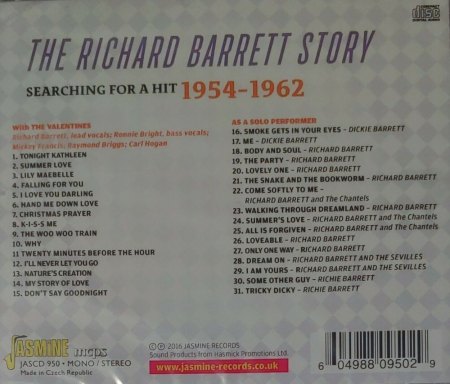 COMPACT disc DIGITAL AUDIO
THE RICHARD BARRETT STORY
SEARCHING FOR A HIT 1954-1962
With THE VALENTINES
Richard Barrett, lead vocals; Ronnie Bright, bass vocals;
Mickey Francis; Raymond Briggs; Carl Hogan
1. TONIGHT KATHLEEN
2. SUMMER LOVE
3. LILY MAEBELLE
4. FALLING FOR YOU
5. I LOVE YOU DARLING
6. HAND ME DOWN LOVE
7. CHRISTMAS PRAYER
8. K-I-S-S ME
9. THE WOO WOO TRAIN
10. WHY
11 TWENTY MINUTES BEFORE THE HOUR
12. I'LL NEVER LET YOU GO
13. NATURE'S CREATION
14. MY STORY OF LOVE
15. DON'T SAY GOODNIGHT
AS A SOLO PERFORMER
16. SMOKE GETS IN YOUR EYES – DICKIE BARRETT
17. ME – DICKIE BARRETT
18. BODY AND SOUL – RICHARD BARRETT
19. THE PARTY – RICHARD BARRETT
20. LOVELY ONE – RICHARD BARRETT
21. THE SNAKE AND THE BOOKWORM – RICHARD BARRETT
22. COME SOFTLY TO ME –
RICHARD BARRETT and The Chantels
23. WALKING THROUGH DREAMLAND – RICHARD BARRETT
24. SUMMER'S LOVE – RICHARD BARRETT and The Chantels
25. ALL IS FORGIVEN – RICHARD BARRETT and The Chantels
26. LOVEABLE – RICHARD BARRETT
27. ONLY ONE WAY – RICHARD BARRETT
28. DREAM ON – RICHARD BARRETT AND THE SEVILLES
29. I AM YOURS – RICHARD BARRETT AND THE SEVILLES
30. SOME OTHER GUY – RICHIE BARRETT
31. TRICKY DICKY – RICHIE BARRETT
JASMINE mcps
JASCD 950 • MONO / STEREO
Made in Czech Republic
℗ © 2016 JASMINE RECORDS
Sound Productions from Hasmick Promotions Ltd.
www.jasmine-records.co.uk
6 04988 09502 9